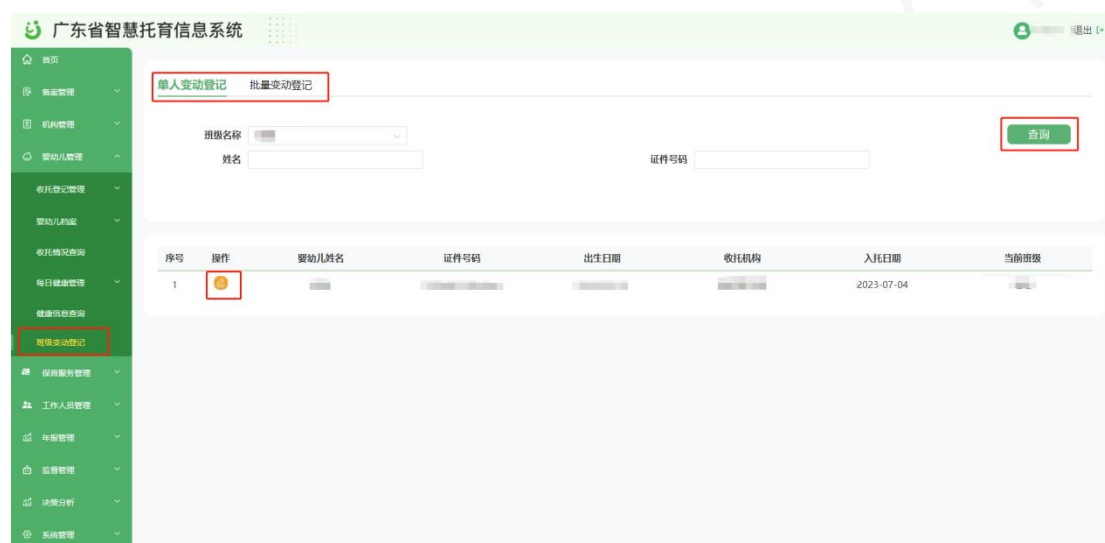 广东省智慧托育信息系统
退出
首页
备案管理
机构管理
婴幼儿管理
收托登记管理
婴幼儿档案
收托情况查询
每日健康管理
健康信息查询
班级变动登记
保育服务管理
工作人员管理
年报管理
监督管理
决策分析
系统管理
单人变动登记 批量变动登记
班级名称
查询
姓名 证件号码
序号 操作 婴幼儿姓名 证件号码 出生日期 收托机构 入托日期 当前班级
1 2023-07-04